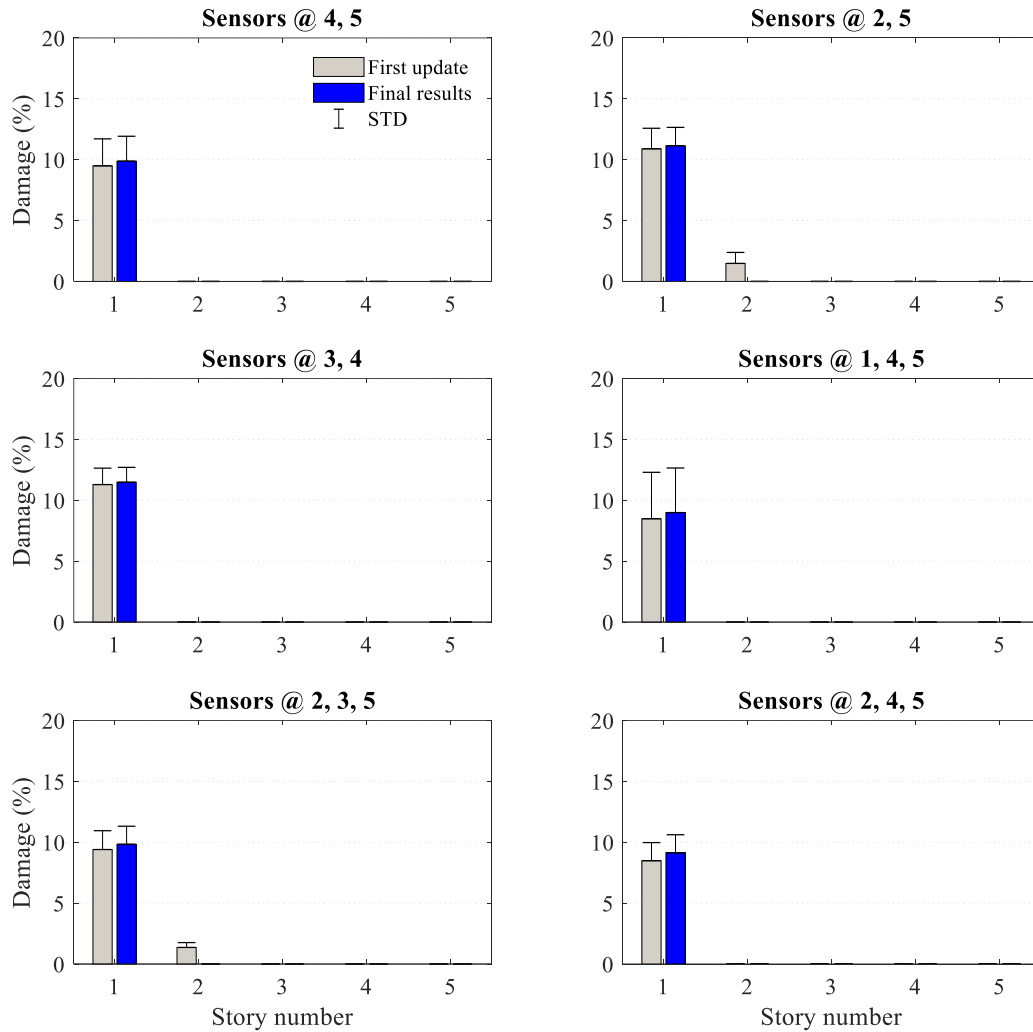 Sensors @ 4, 5
Damage (%)
20
15
10
5
0
First update
Final results
STD
1 2 3 4 5
Sensors @ 2, 5
20
15
10
5
0
1 2 3 4 5
Sensors @ 3, 4
Damage (%)
20
15
10
5
0
1 2 3 4 5
Sensors @ 1, 4, 5
20
15
10
5
0
1 2 3 4 5
Sensors @ 2, 3, 5
Damage (%)
20
15
10
5
0
1 2 3 4 5
Story number
Sensors @ 2, 4, 5
20
15
10
5
0
1 2 3 4 5
Story number